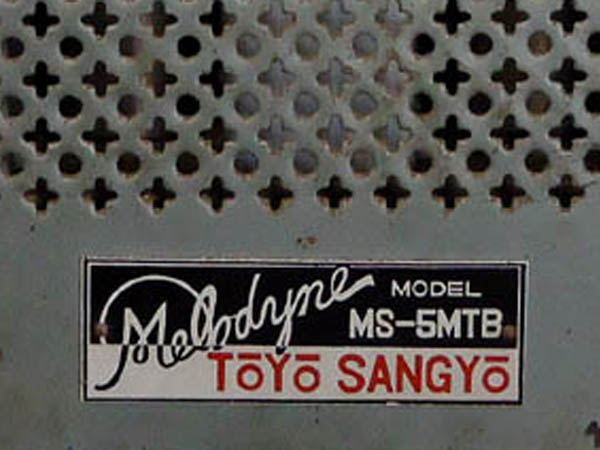 Melodyne
MODEL
MS-5MTB
TōYō SANGYō